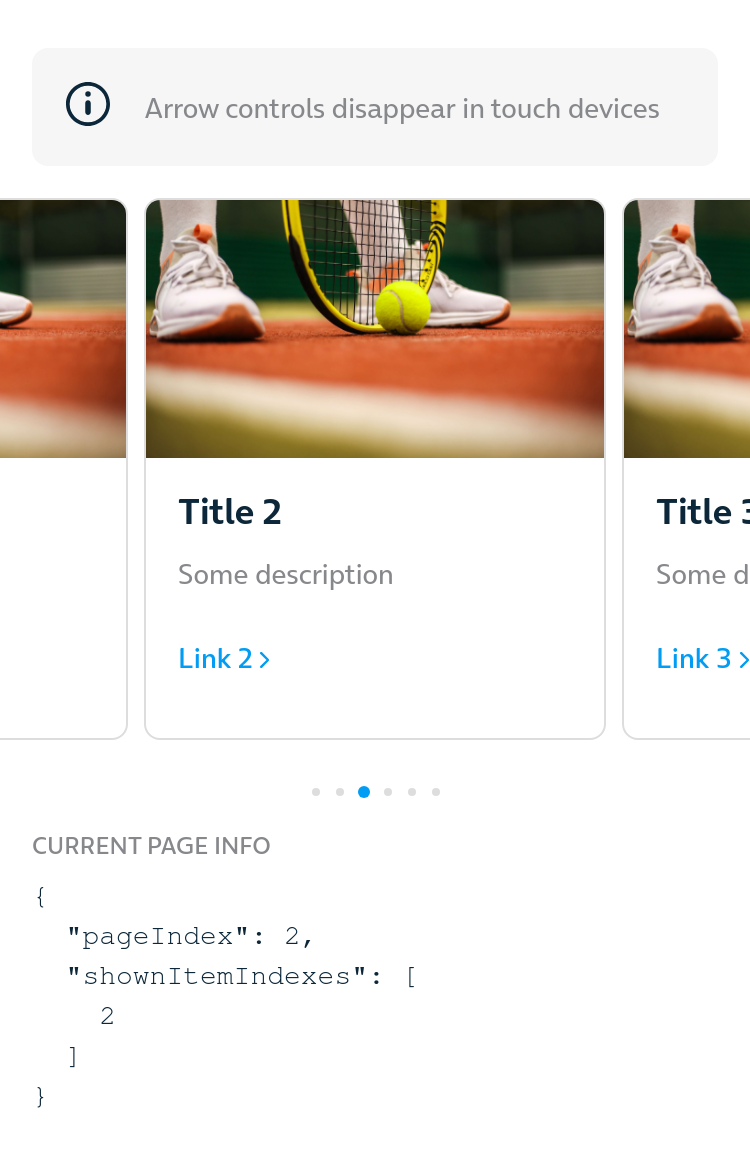 Arrow controls disappear in touch devices
Title 2
Some description
Link 2
Title 3
Some d
Link 3
CURRENT PAGE INFO
{
"pageIndex": 2,
"shownItemIndexes": [
2
]
}